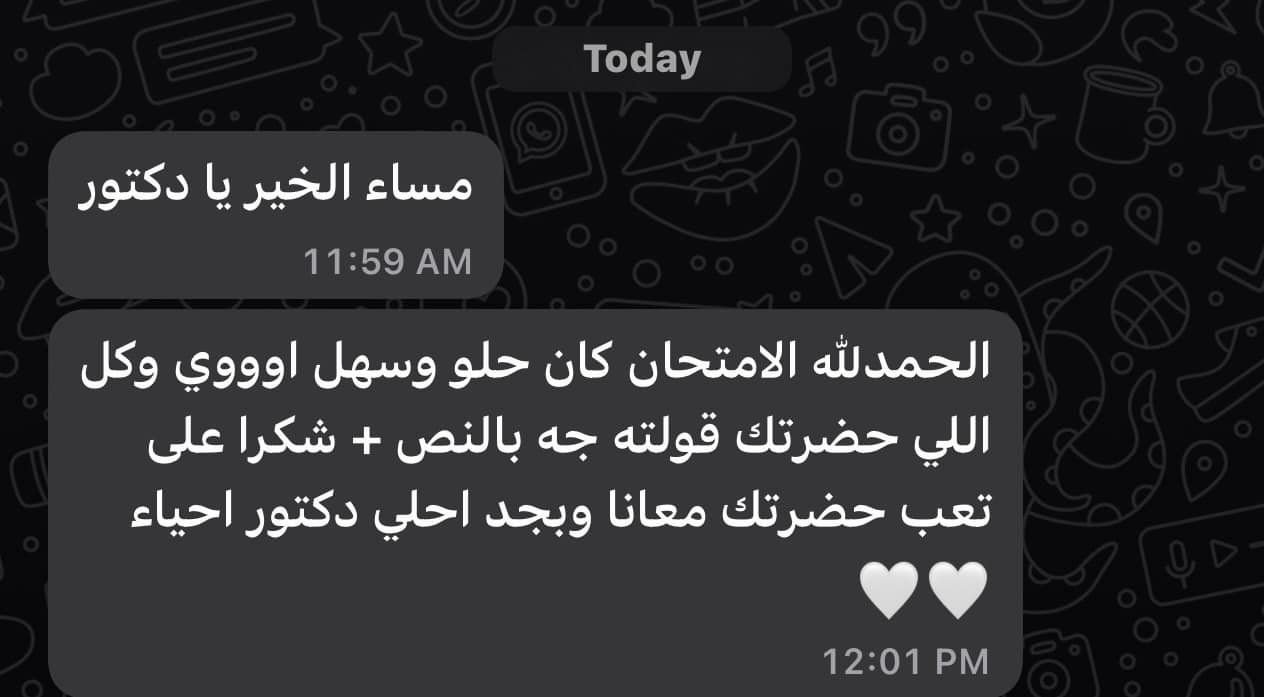 Today
مساء الخير يا دكتور
11:59 AM
الحمدلله الامتحان كان حلو وسهل اوووي وكل
اللي حضرتك قولته جه بالنص + شكرا على
تعب حضرتك معانا وبجد احلي دكتور احياء
🤍🤍
12:01 PM